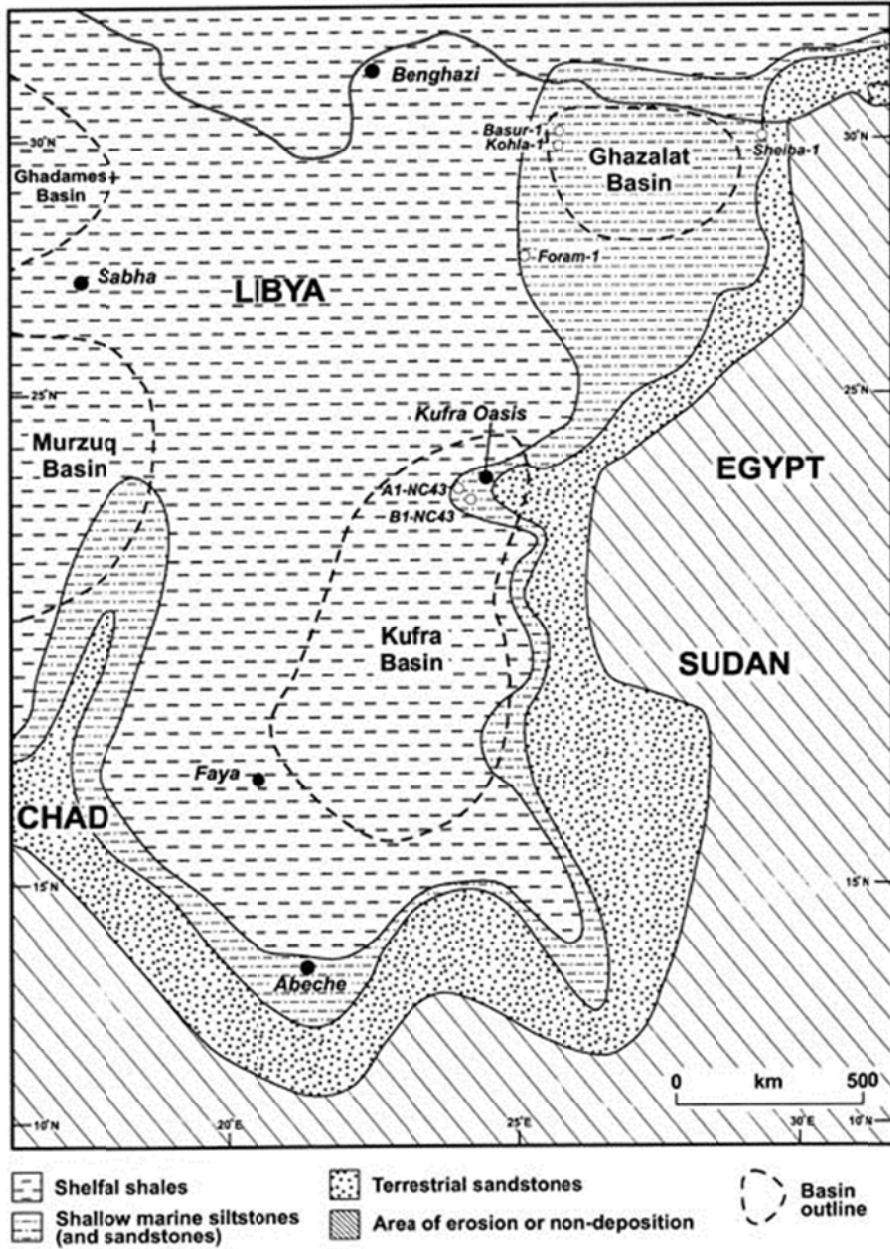 Benghazi
30°N
Basur-1
Kohla-1
Ghazalat
Basin
Sheiba-1
30°N
Ghadames
Basin
Foram-1
Sabha
LIBYA
25°N
25°N
Kufra Oasis
Murzuq
Basin
EGYPT
A1-NC43
B1-NC43
Kufra
Basin
SUDAN
Faya
CHAD
15°N
15°N
Abeche
0 km 500
10°N
20°E
25°E
30°E
10°N
Shelfal shales
Shallow marine siltstones
(and sandstones)
Terrestrial sandstones
Area of erosion or non-deposition
Basin
outline